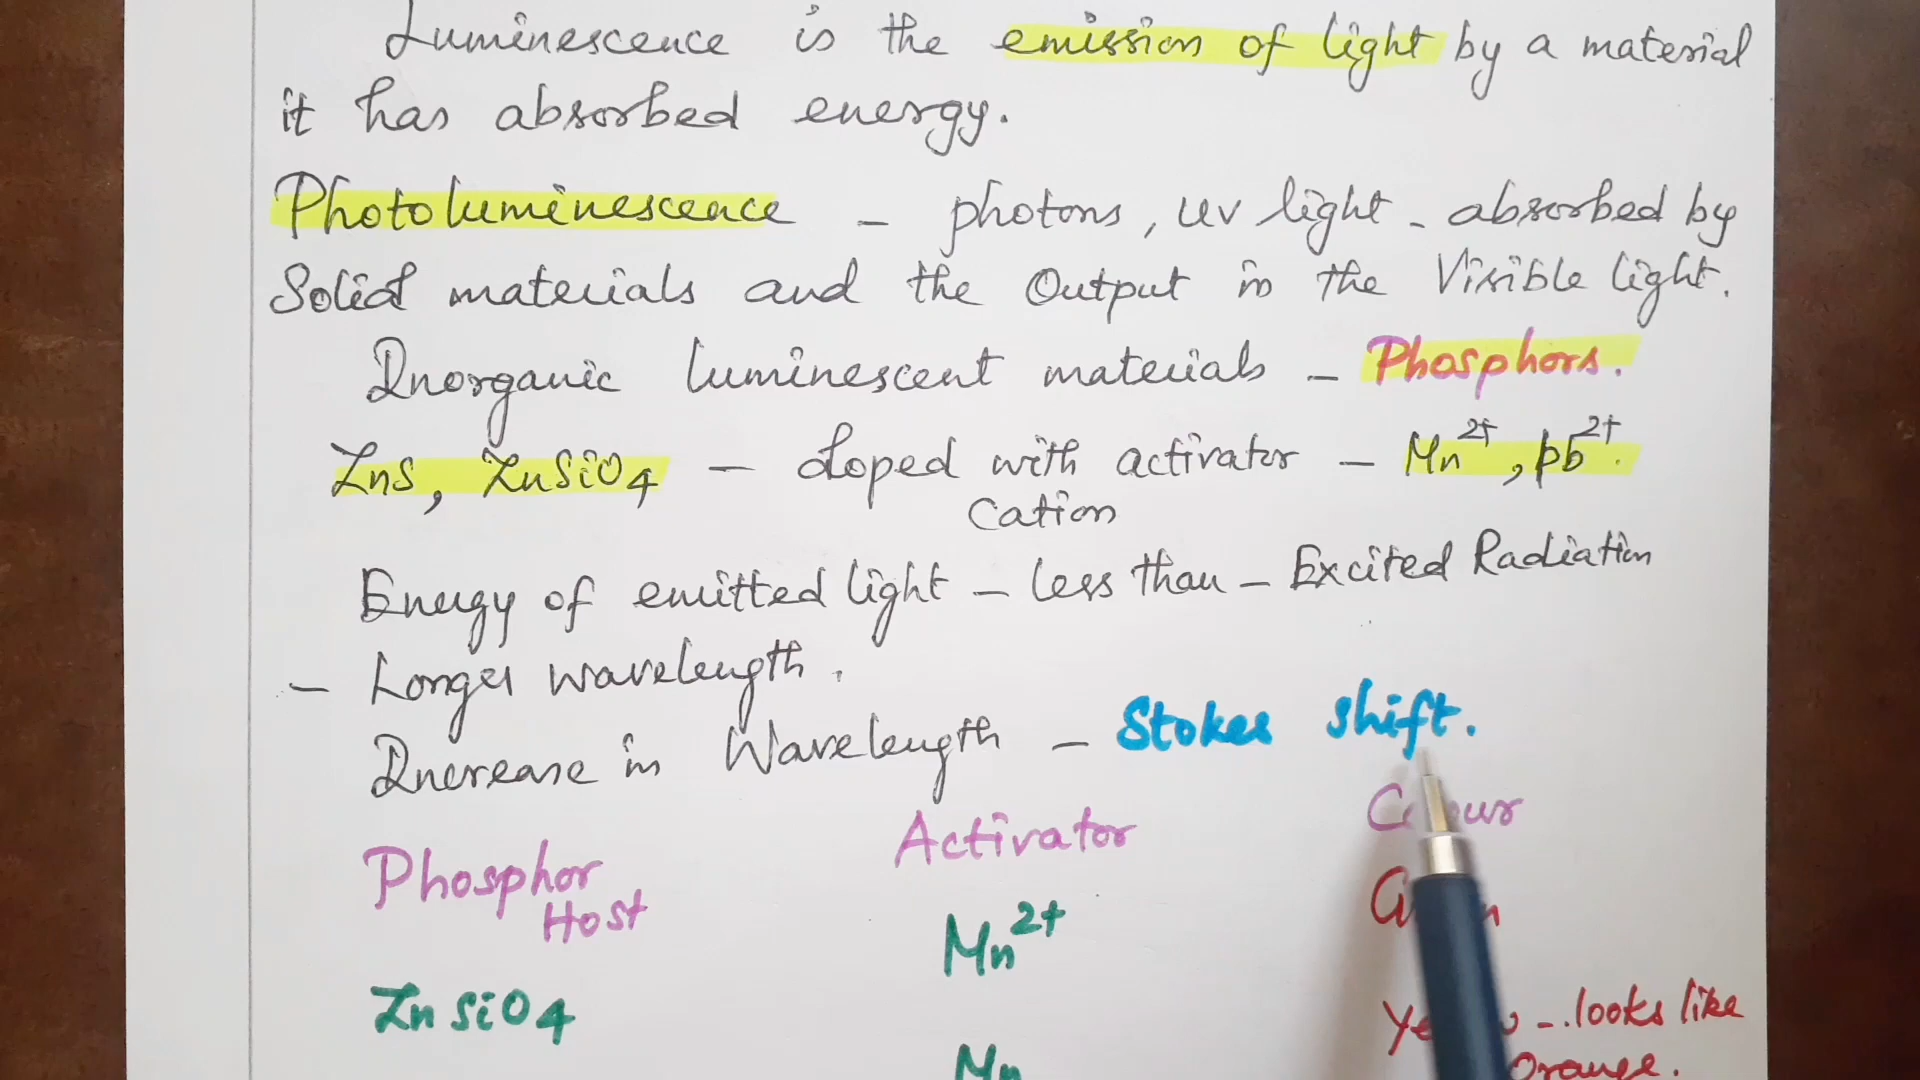 Luminescence is the emission of light by a material
it has absorbed energy.
Photoluminescence - photons, UV light - absorbed by
Solid materials and the Output in the Visible light.
Inorganic luminescent materials - Phosphors.
ZnS, ZnSiO4 - doped with activator - Mn2+, Pb2+.
Cation
Energy of emitted light - less than - Excited Radiation
- Longer wavelength.
Increase in Wavelength - Stokes shift.
Phosphor Activator
Host
Mn2+
ZnSiO4
looks like
Mn Orange.